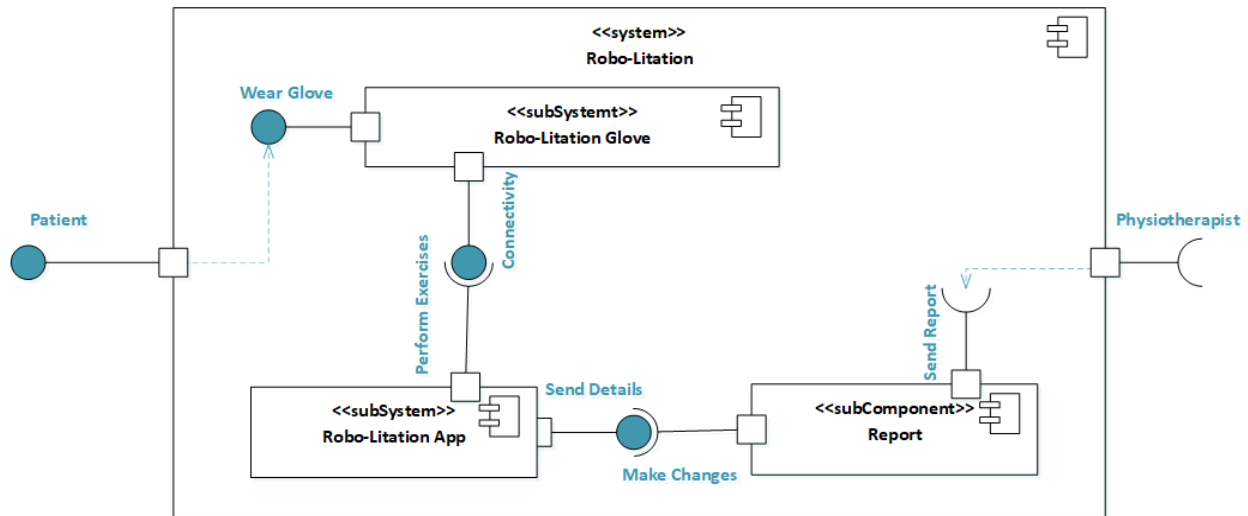 <<system>>
Robo-Litation
Wear Glove
<<subSystemt>>
Robo-Litation Glove
Connectivity
Patient
Physiotherapist
Perform Exercises
Send Report
Send Details
<<subSystem>>
Robo-Litation App
<<subComponent>>
Report
Make Changes